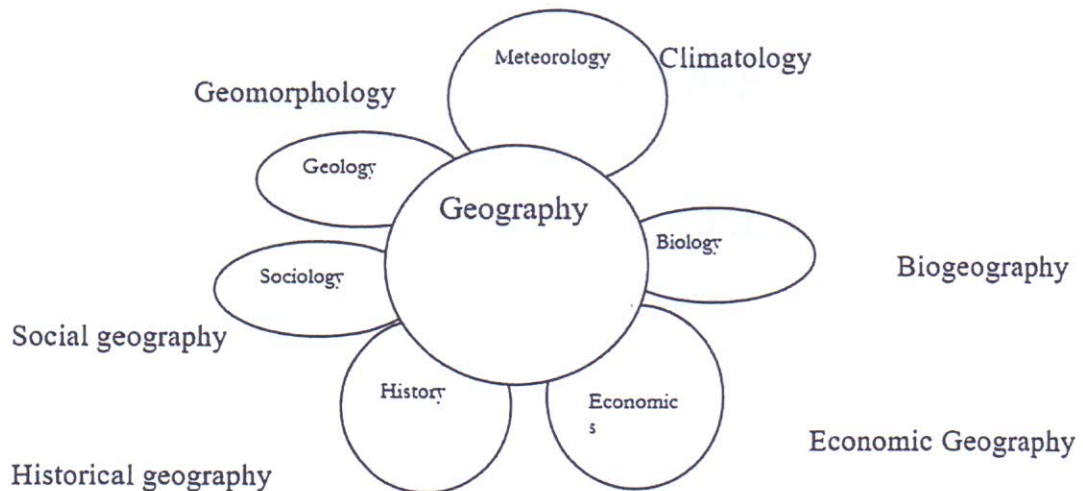 Meteorology
Climatology
Geomorphology
Geology
Geography
Biology
Biogeography
Sociology
Social geography
History
Economic
s
Economic Geography
Historical geography